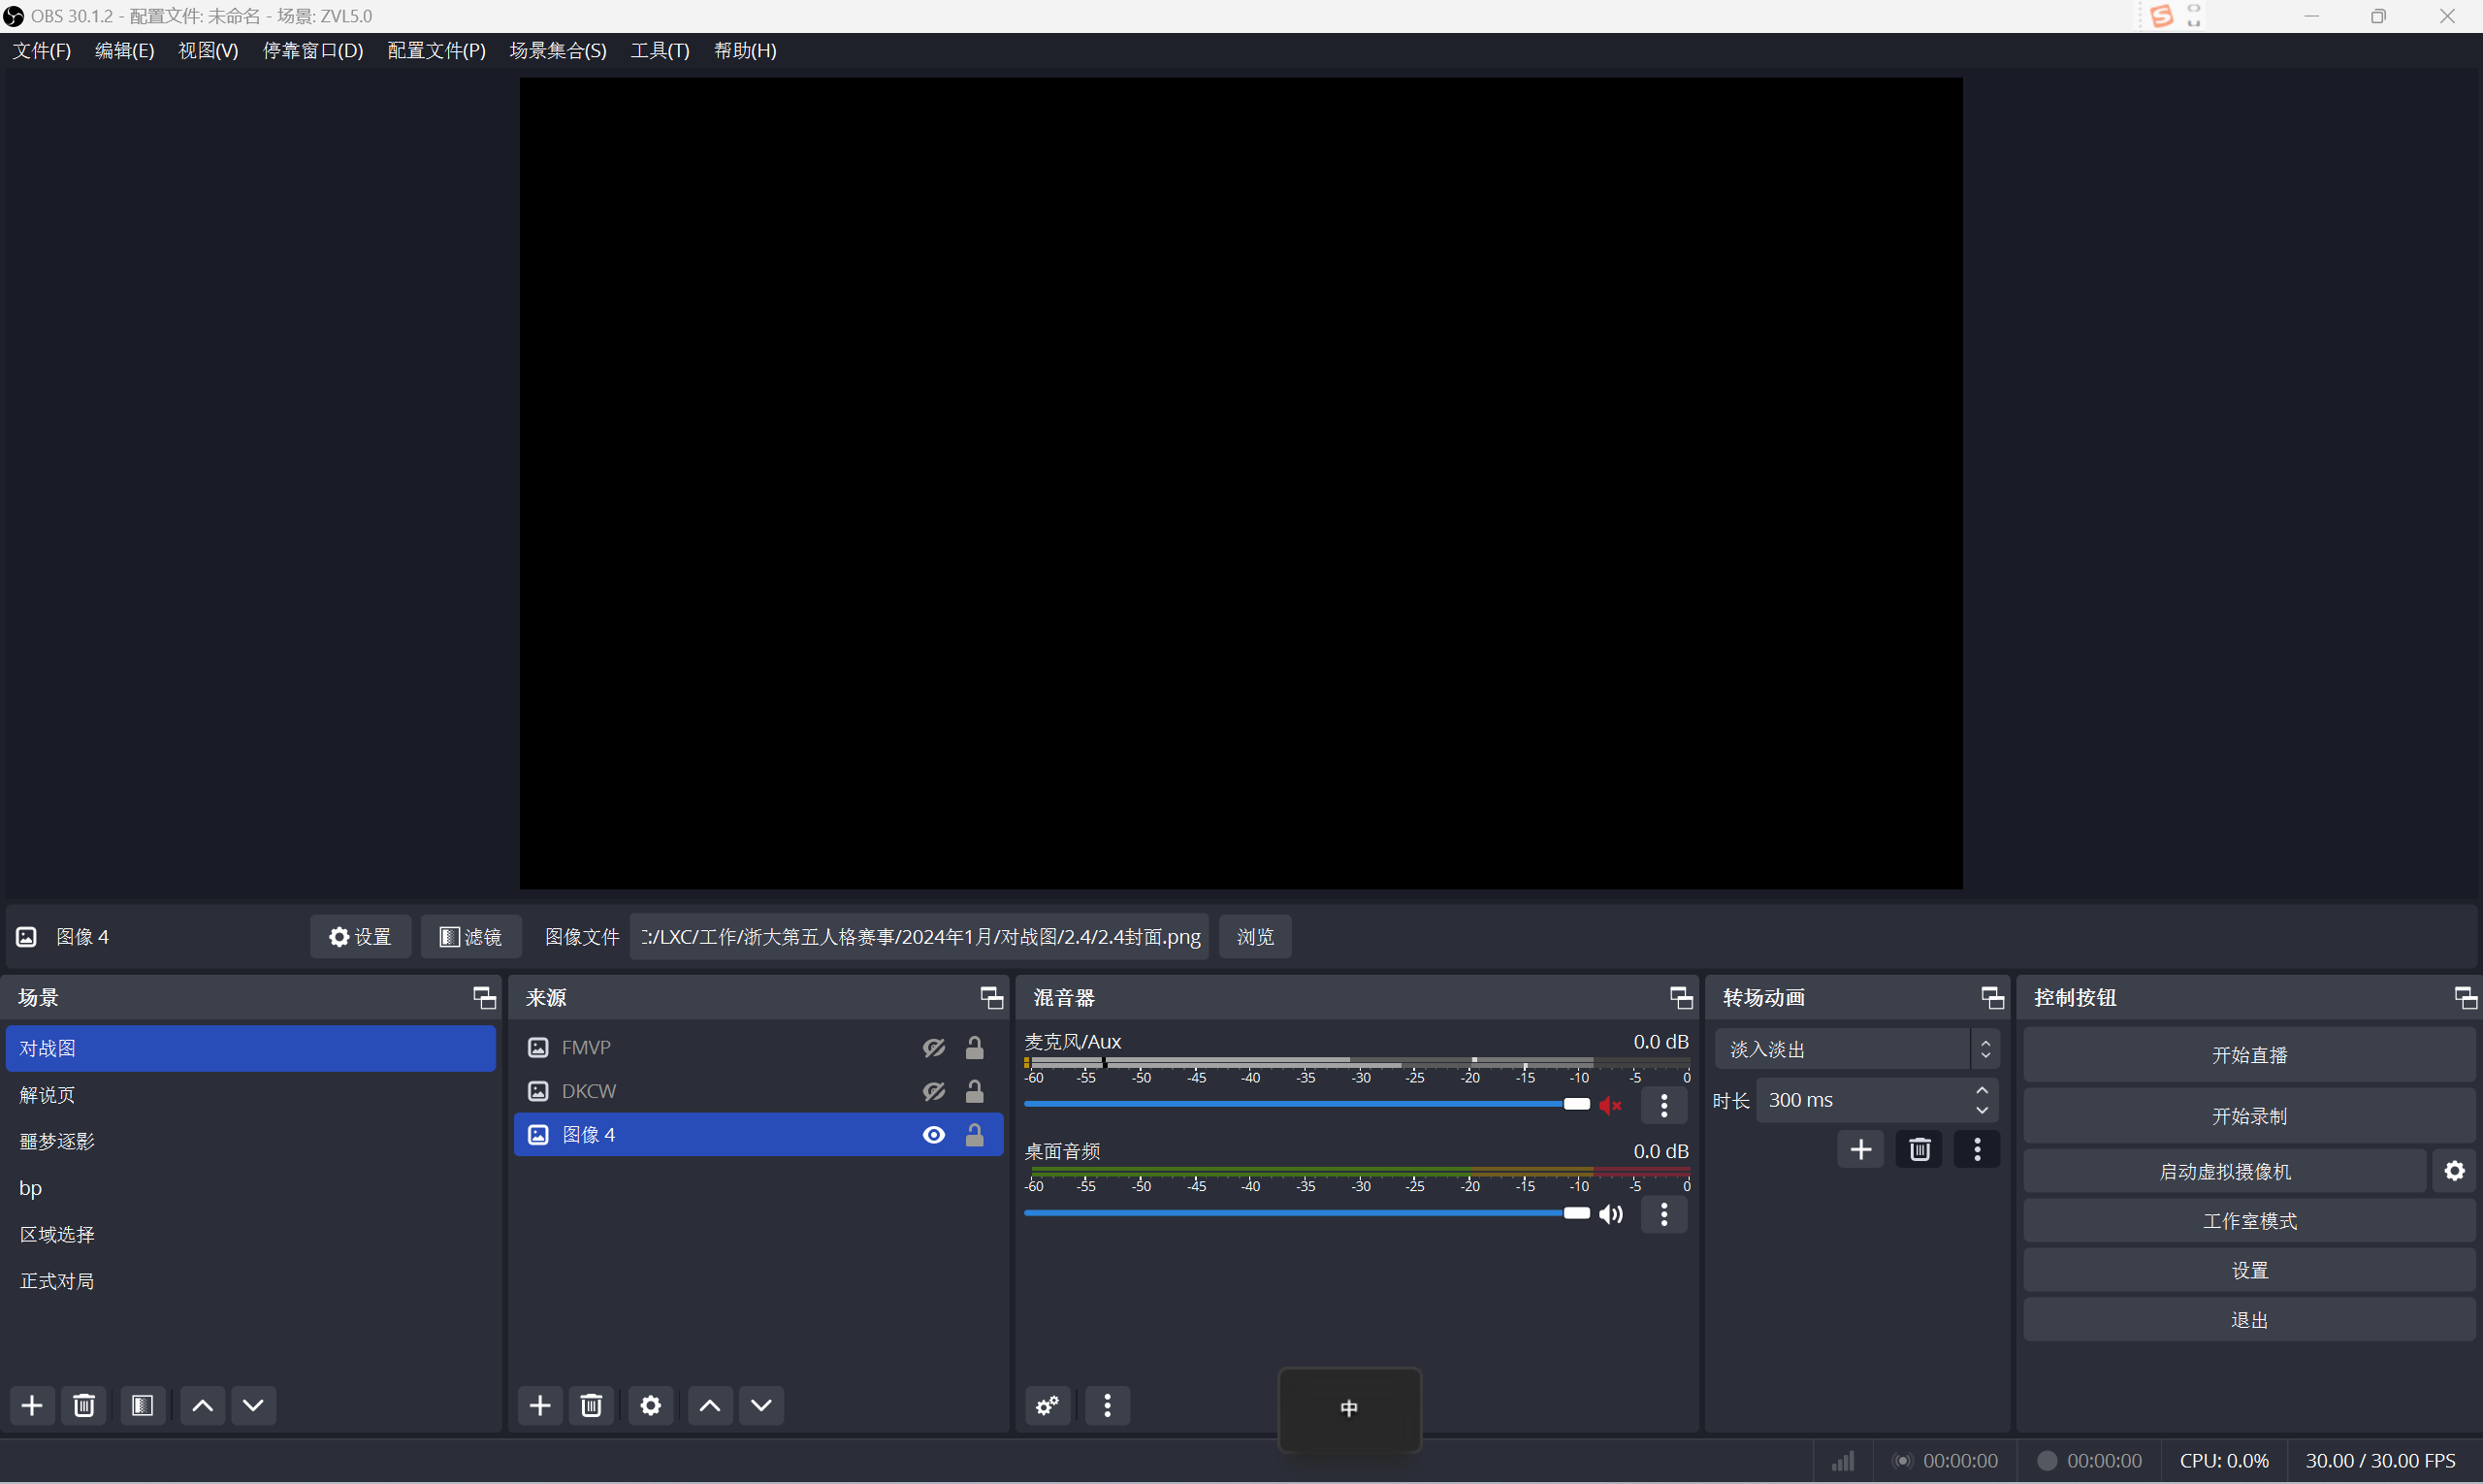 OBS 30.1.2 - 配置文件: 未命名 - 场景: ZVL5.0
文件(F) 编辑(E) 视图(V) 停靠窗口(D) 配置文件(P) 场景集合(S) 工具(T) 帮助(H)
图像 4 设置 滤镜 图像文件 :/LXC/工作/浙大第五人格赛事/2024年1月/对战图/2.4/2.4封面.png 浏览
场景
对战图
解说页
噩梦逐影
bp
区域选择
正式对局
来源
FMVP
DKCW
图像 4
混音器
麦克风/Aux 0.0 dB
-60 -55 -50 -45 -40 -35 -30 -25 -20 -15 -10 -5 0
桌面音频 0.0 dB
-60 -55 -50 -45 -40 -35 -30 -25 -20 -15 -10 -5 0
转场动画
淡入淡出
时长 300 ms
控制按钮
开始直播
开始录制
启动虚拟摄像机
工作室模式
设置
退出
中
00:00:00 00:00:00 CPU: 0.0% 30.00 / 30.00 FPS